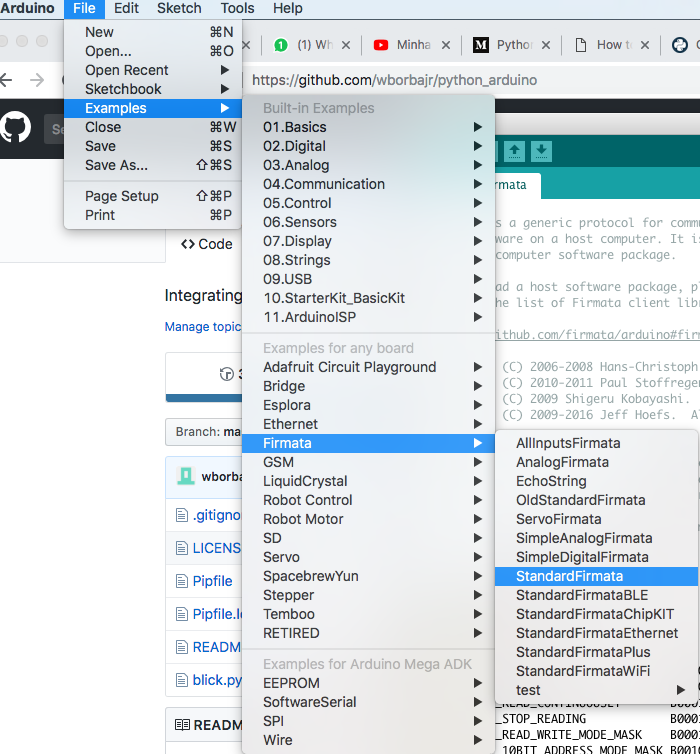 Arduino File Edit Sketch Tools Help
New ⌘N
Open... ⌘O
Open Recent
Sketchbook
Examples
Close ⌘W
Save ⌘S
Save As... ⇧⌘S
Page Setup ⇧⌘P
Print ⌘P
(1) Wh
Minha
Python
How to
https://github.com/wborbajr/python_arduino
Built-in Examples
01.Basics
02.Digital
03.Analog
04.Communication
05.Control
06.Sensors
07.Display
08.Strings
09.USB
10.StarterKit_BasicKit
11.ArduinoISP
Examples for any board
Adafruit Circuit Playground
Bridge
Esplora
Ethernet
Firmata
GSM
LiquidCrystal
Robot Control
Robot Motor
SD
Servo
SpacebrewYun
Stepper
Temboo
RETIRED
Examples for Arduino Mega ADK
EEPROM
SoftwareSerial
SPI
Wire
AllInputsFirmata
AnalogFirmata
EchoString
OldStandardFirmata
ServoFirmata
SimpleAnalogFirmata
SimpleDigitalFirmata
StandardFirmata
StandardFirmataBLE
StandardFirmataChipKIT
StandardFirmataEthernet
StandardFirmataPlus
StandardFirmataWiFi
test
Se
<> Code
Integrating
Manage topic
3
Branch: ma
wborba
.gitigno
LICENS
Pipfile
Pipfile.lo
READM
blick.py
READM
rmata
s a generic protocol for commu
ware on a host computer. It is
computer software package.
ad a host software package, pl
he list of Firmata client libr
ithub.com/firmata/arduino#firm
(C) 2006-2008 Hans-Christoph
(C) 2010-2011 Paul Stoffregen
(C) 2009 Shigeru Kobayashi.
(C) 2009-2016 Jeff Hoefs. A
_READ_CONTINUOUSLY B000
_STOP_READING B000
_READ_WRITE_MODE_MASK B000
_10BIT_ADDRESS_MODE_MASK B001